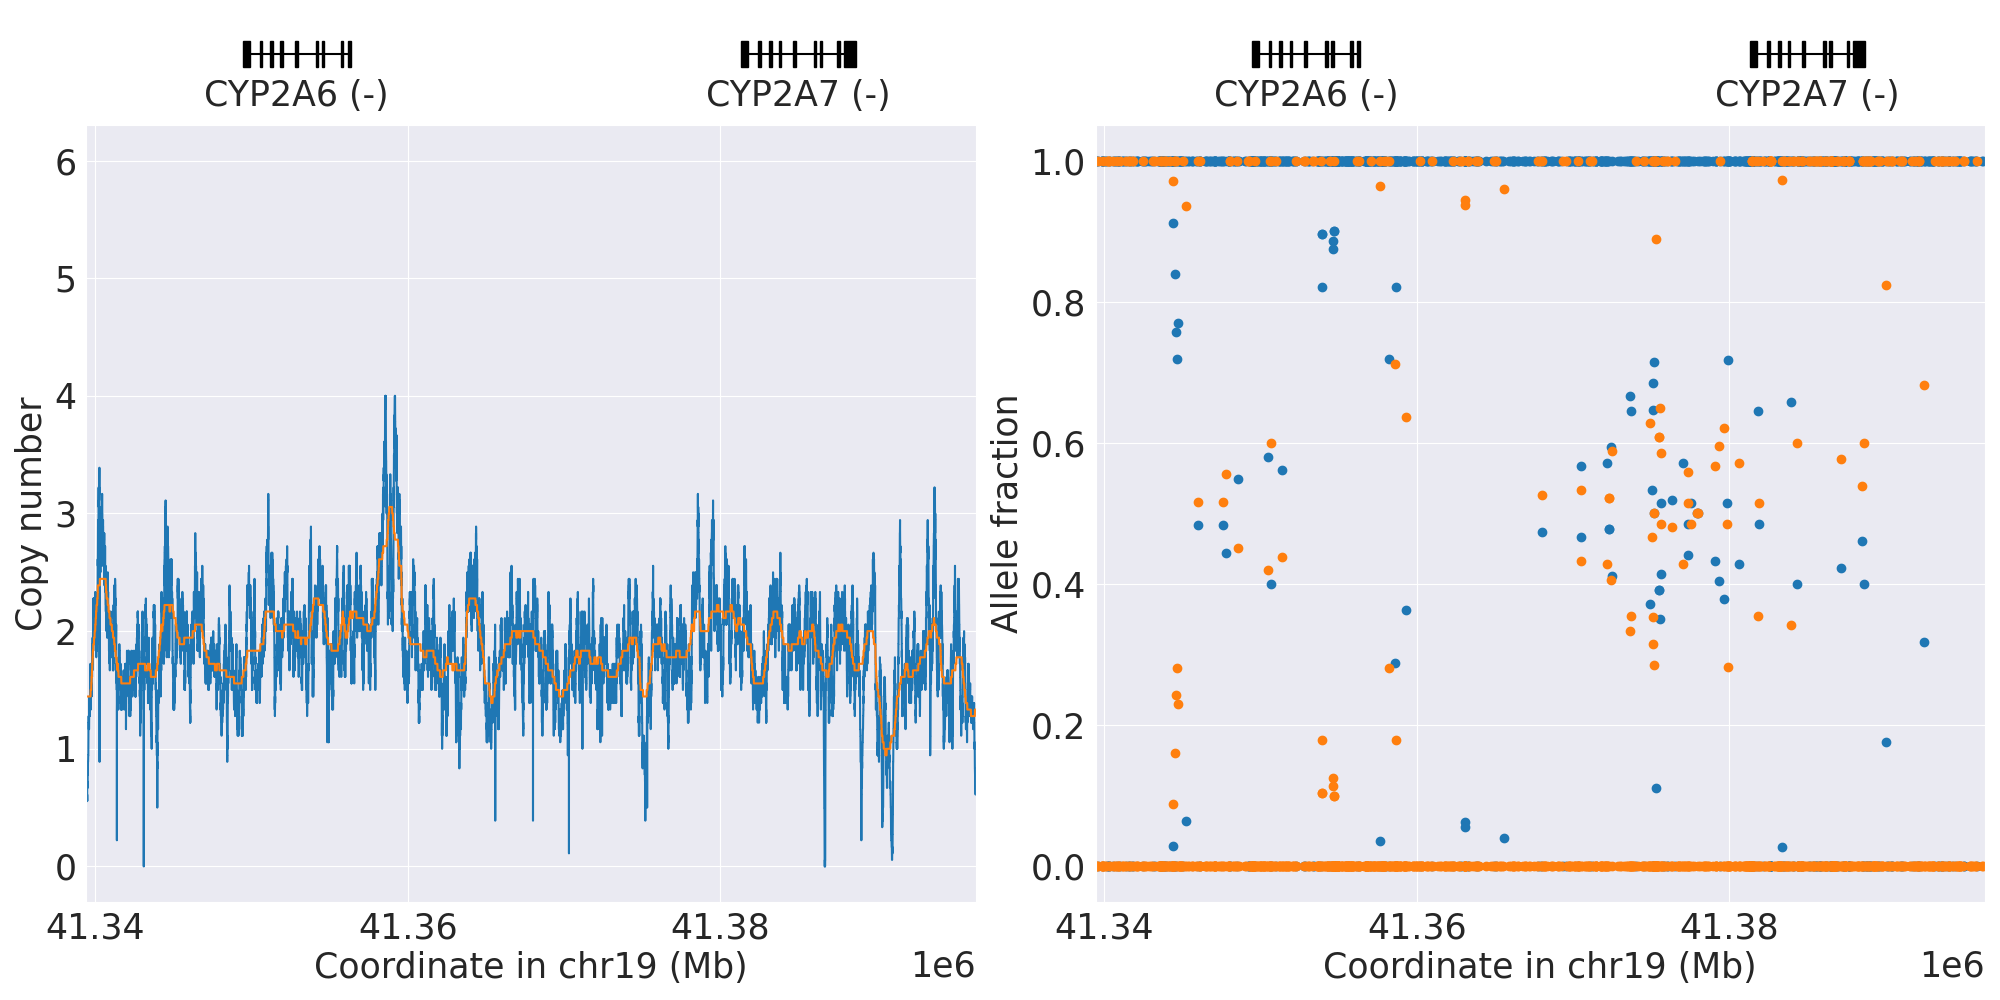 CYP2A6 (-)
CYP2A7 (-)
6
5
4
3
2
1
0
Copy number
41.34
41.36
41.38
Coordinate in chr19 (Mb)
1e6
CYP2A6 (-)
CYP2A7 (-)
1.0
0.8
0.6
0.4
0.2
0.0
Allele fraction
41.34
41.36
41.38
Coordinate in chr19 (Mb)
1e6